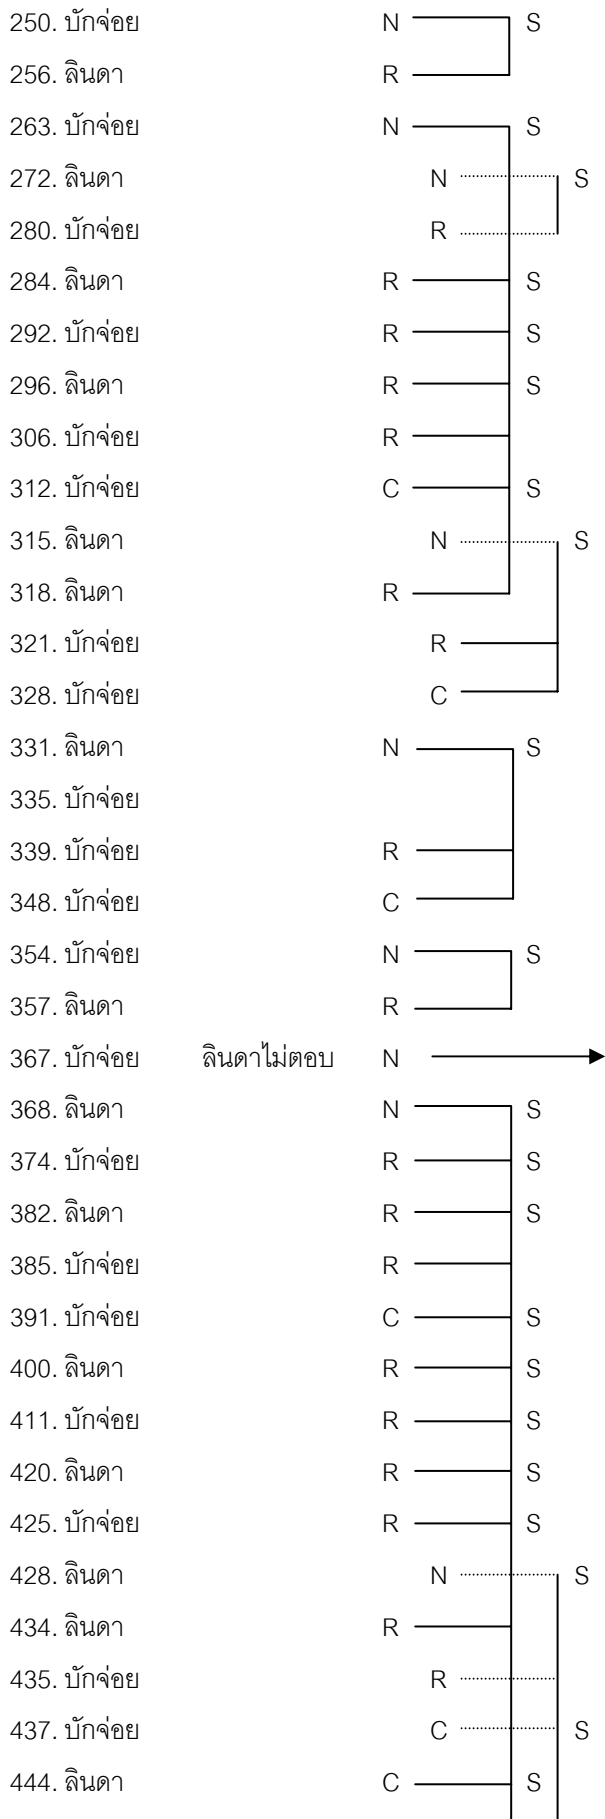 250. บักจ่อย N S
256. ลินดา R
263. บักจ่อย N S
272. ลินดา N S
280. บักจ่อย R
284. ลินดา R S
292. บักจ่อย R S
296. ลินดา R S
306. บักจ่อย R
312. บักจ่อย C S
315. ลินดา N S
318. ลินดา R
321. บักจ่อย R
328. บักจ่อย C
331. ลินดา N S
335. บักจ่อย
339. บักจ่อย R
348. บักจ่อย C
354. บักจ่อย N S
357. ลินดา R
367. บักจ่อย ลินดาไม่ตอบ N
368. ลินดา N S
374. บักจ่อย R S
382. ลินดา R S
385. บักจ่อย R
391. บักจ่อย C S
400. ลินดา R S
411. บักจ่อย R S
420. ลินดา R S
425. บักจ่อย R S
428. ลินดา N S
434. ลินดา R
435. บักจ่อย R
437. บักจ่อย C S
444. ลินดา C S